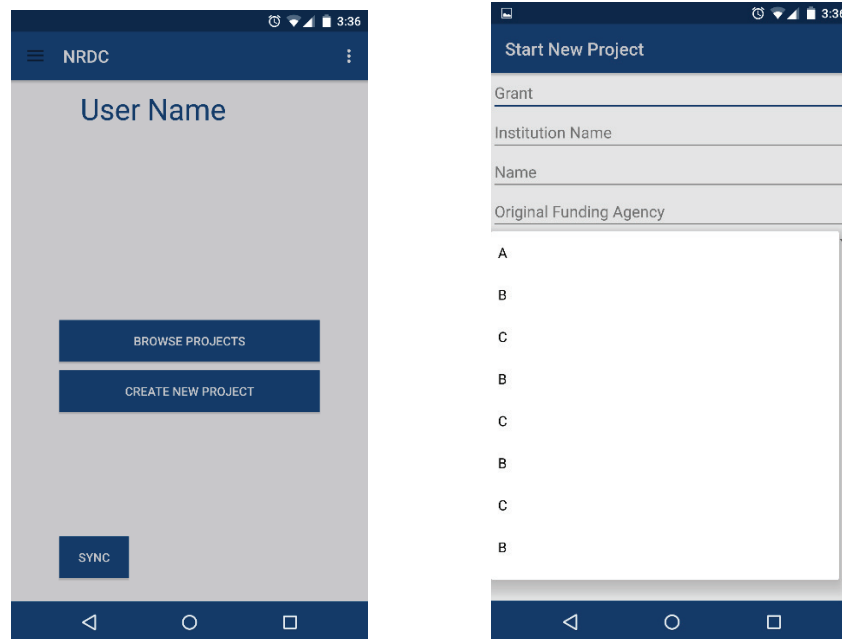 3:36
NRDC
User Name
BROWSE PROJECTS
CREATE NEW PROJECT
SYNC
3:36
Start New Project
Grant
Institution Name
Name
Original Funding Agency
A
B
C
B
C
B
C
B